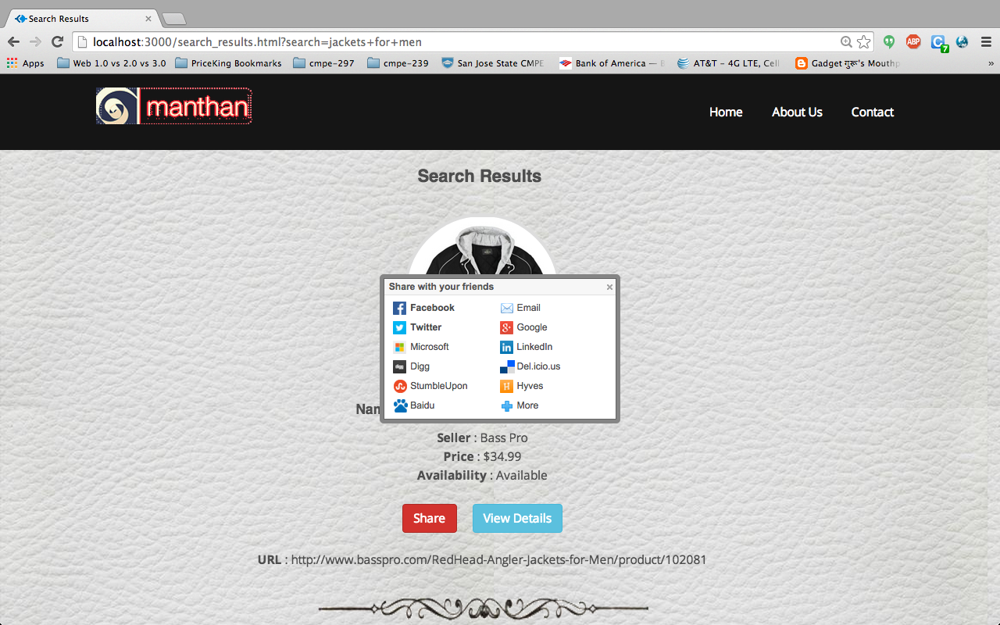 Search Results
localhost:3000/search_results.html?search=jackets+for+men
ABP
7
Apps Web 1.0 vs 2.0 vs 3.0 PriceKing Bookmarks cmpe-297 cmpe-239 San Jose State CMPE Bank of America — AT&T - 4G LTE, Cell Gadget गुरू's Mouthp »
manthan
Home About Us Contact
Search Results
Share with your friends
Facebook Email
Twitter Google
Microsoft LinkedIn
Digg Del.icio.us
StumbleUpon Hyves
Baidu More
Nam
Seller : Bass Pro
Price : $34.99
Availability : Available
Share View Details
URL : http://www.basspro.com/RedHead-Angler-Jackets-for-Men/product/102081